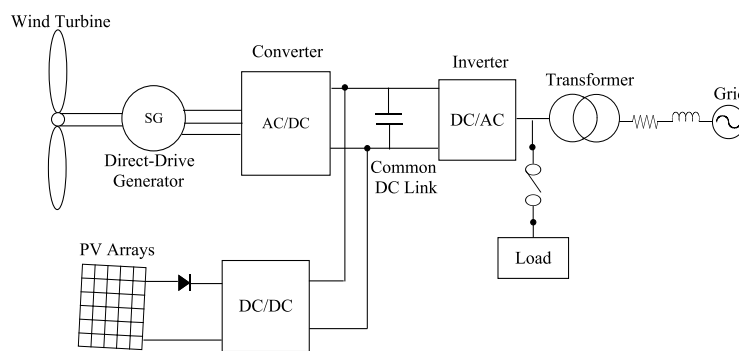 Wind Turbine
Converter
Inverter
Transformer
Grid
SG
AC/DC
DC/AC
Direct-Drive
Generator
Common
DC Link
PV Arrays
Load
DC/DC